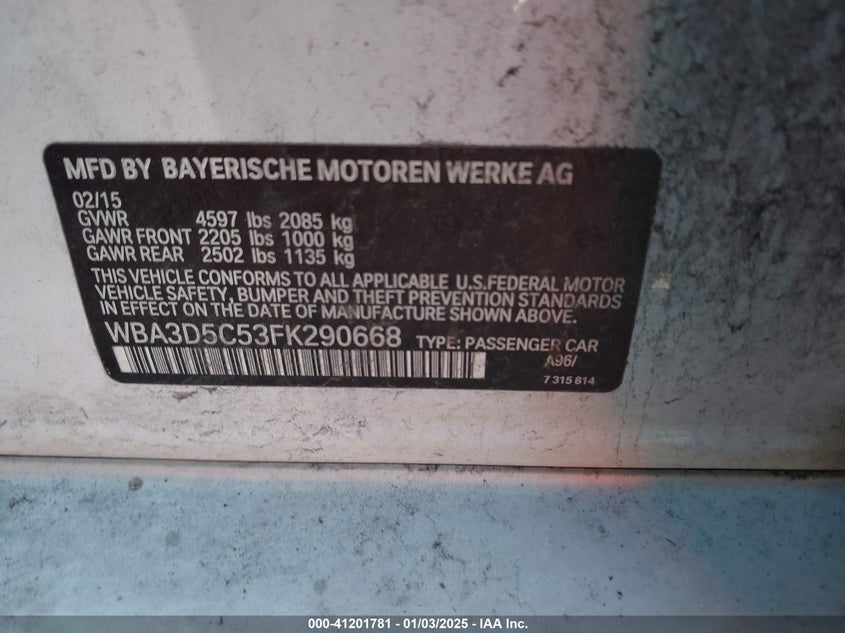 MFD BY BAYERISCHE MOTOREN WERKE AG
02/15
GVWR 4597 lbs 2085 kg
GAWR FRONT 2205 lbs 1000 kg
GAWR REAR 2502 lbs 1135 kg
THIS VEHICLE CONFORMS TO ALL APPLICABLE U.S.FEDERAL MOTOR
VEHICLE SAFETY, BUMPER AND THEFT PREVENTION STANDARDS
IN EFFECT ON THE DATE OF MANUFACTURE SHOWN ABOVE.
WBA3D5C53FK290668 TYPE: PASSENGER CAR
A96/
7 315 814
000-41201781 - 01/03/2025 - IAA Inc.